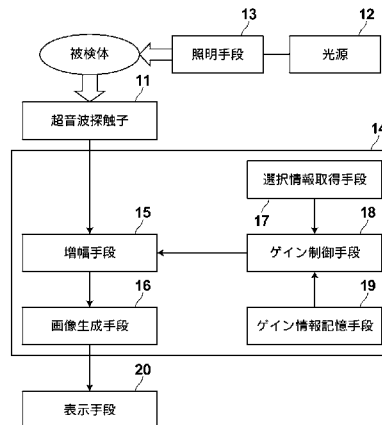 13
12
被検体
照明手段
光源
11
超音波探触子
14
選択情報取得手段
15
17
18
増幅手段
ゲイン制御手段
16
19
画像生成手段
ゲイン情報記憶手段
20
表示手段